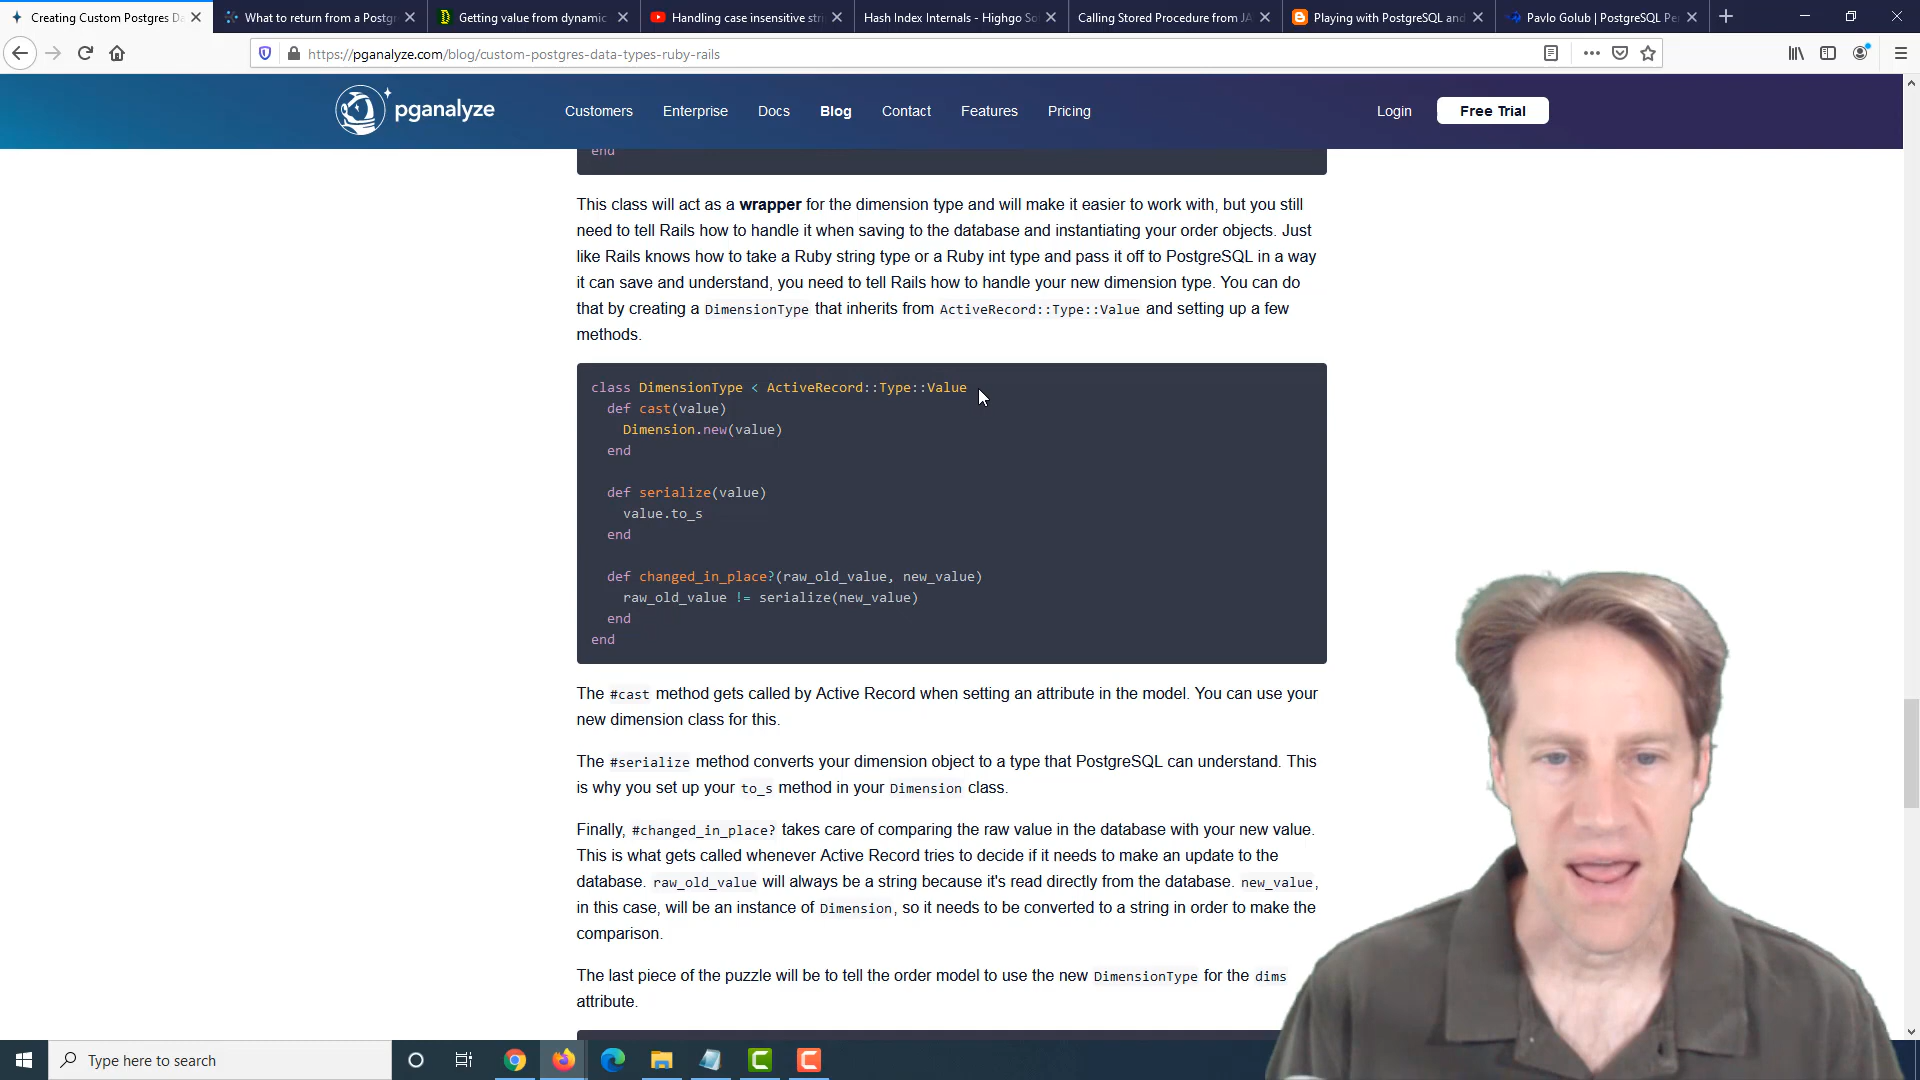 Creating Custom Postgres Da
What to return from a Postgr
Getting value from dynamic
Handling case insensitive stri
Hash Index Internals - Highgo So
Calling Stored Procedure from JA
Playing with PostgreSQL and
Pavlo Golub | PostgreSQL Pe
https://pganalyze.com/blog/custom-postgres-data-types-ruby-rails
pganalyze
Customers
Enterprise
Docs
Blog
Contact
Features
Pricing
Login
Free Trial
end
This class will act as a wrapper for the dimension type and will make it easier to work with, but you still
need to tell Rails how to handle it when saving to the database and instantiating your order objects. Just
like Rails knows how to take a Ruby string type or a Ruby int type and pass it off to PostgreSQL in a way
it can save and understand, you need to tell Rails how to handle your new dimension type. You can do
that by creating a DimensionType that inherits from ActiveRecord::Type::Value and setting up a few
methods.
class DimensionType < ActiveRecord::Type::Value
def cast(value)
Dimension.new(value)
end
def serialize(value)
value.to_s
end
def changed_in_place?(raw_old_value, new_value)
raw_old_value != serialize(new_value)
end
end
The #cast method gets called by Active Record when setting an attribute in the model. You can use your
new dimension class for this.
The #serialize method converts your dimension object to a type that PostgreSQL can understand. This
is why you set up your to_s method in your Dimension class.
Finally, #changed_in_place? takes care of comparing the raw value in the database with your new value.
This is what gets called whenever Active Record tries to decide if it needs to make an update to the
database. raw_old_value will always be a string because it's read directly from the database. new_value,
in this case, will be an instance of Dimension, so it needs to be converted to a string in order to make the
comparison.
The last piece of the puzzle will be to tell the order model to use the new DimensionType for the dims
attribute.
Type here to search